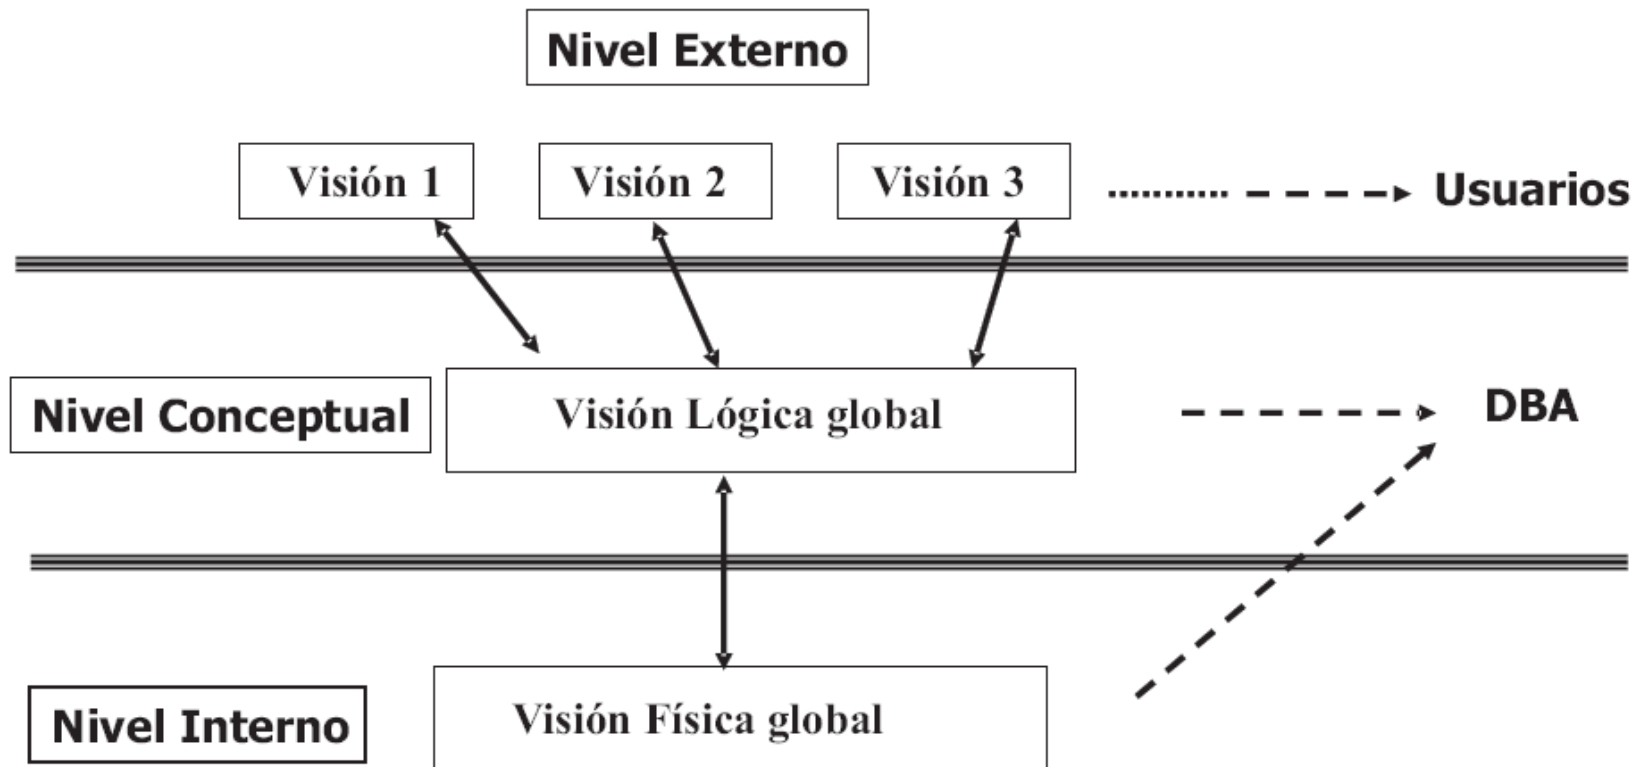 Nivel Externo
Visión 1
Visión 2
Visión 3
Usuarios
Nivel Conceptual
Visión Lógica global
DBA
Nivel Interno
Visión Física global